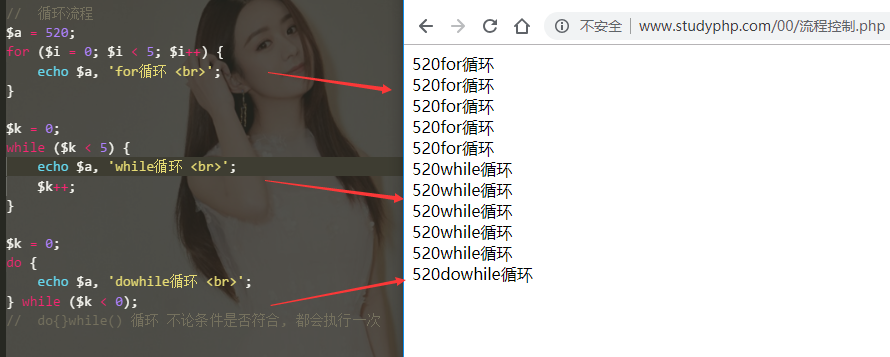 //  循环流程
$a = 520;
for ($i = 0; $i < 5; $i++) {
    echo $a, 'for循环 <br>';
}
$k = 0;
while ($k < 5) {
    echo $a, 'while循环 <br>';
    $k++;
}
$k = 0;
do {
    echo $a, 'dowhile循环 <br>';
} while ($k < 0);
//  do{}while() 循环 不论条件是否符合, 都会执行一次
不安全 | www.studyphp.com/00/流程控制.php
520for循环
520for循环
520for循环
520for循环
520for循环
520while循环
520while循环
520while循环
520while循环
520while循环
520dowhile循环